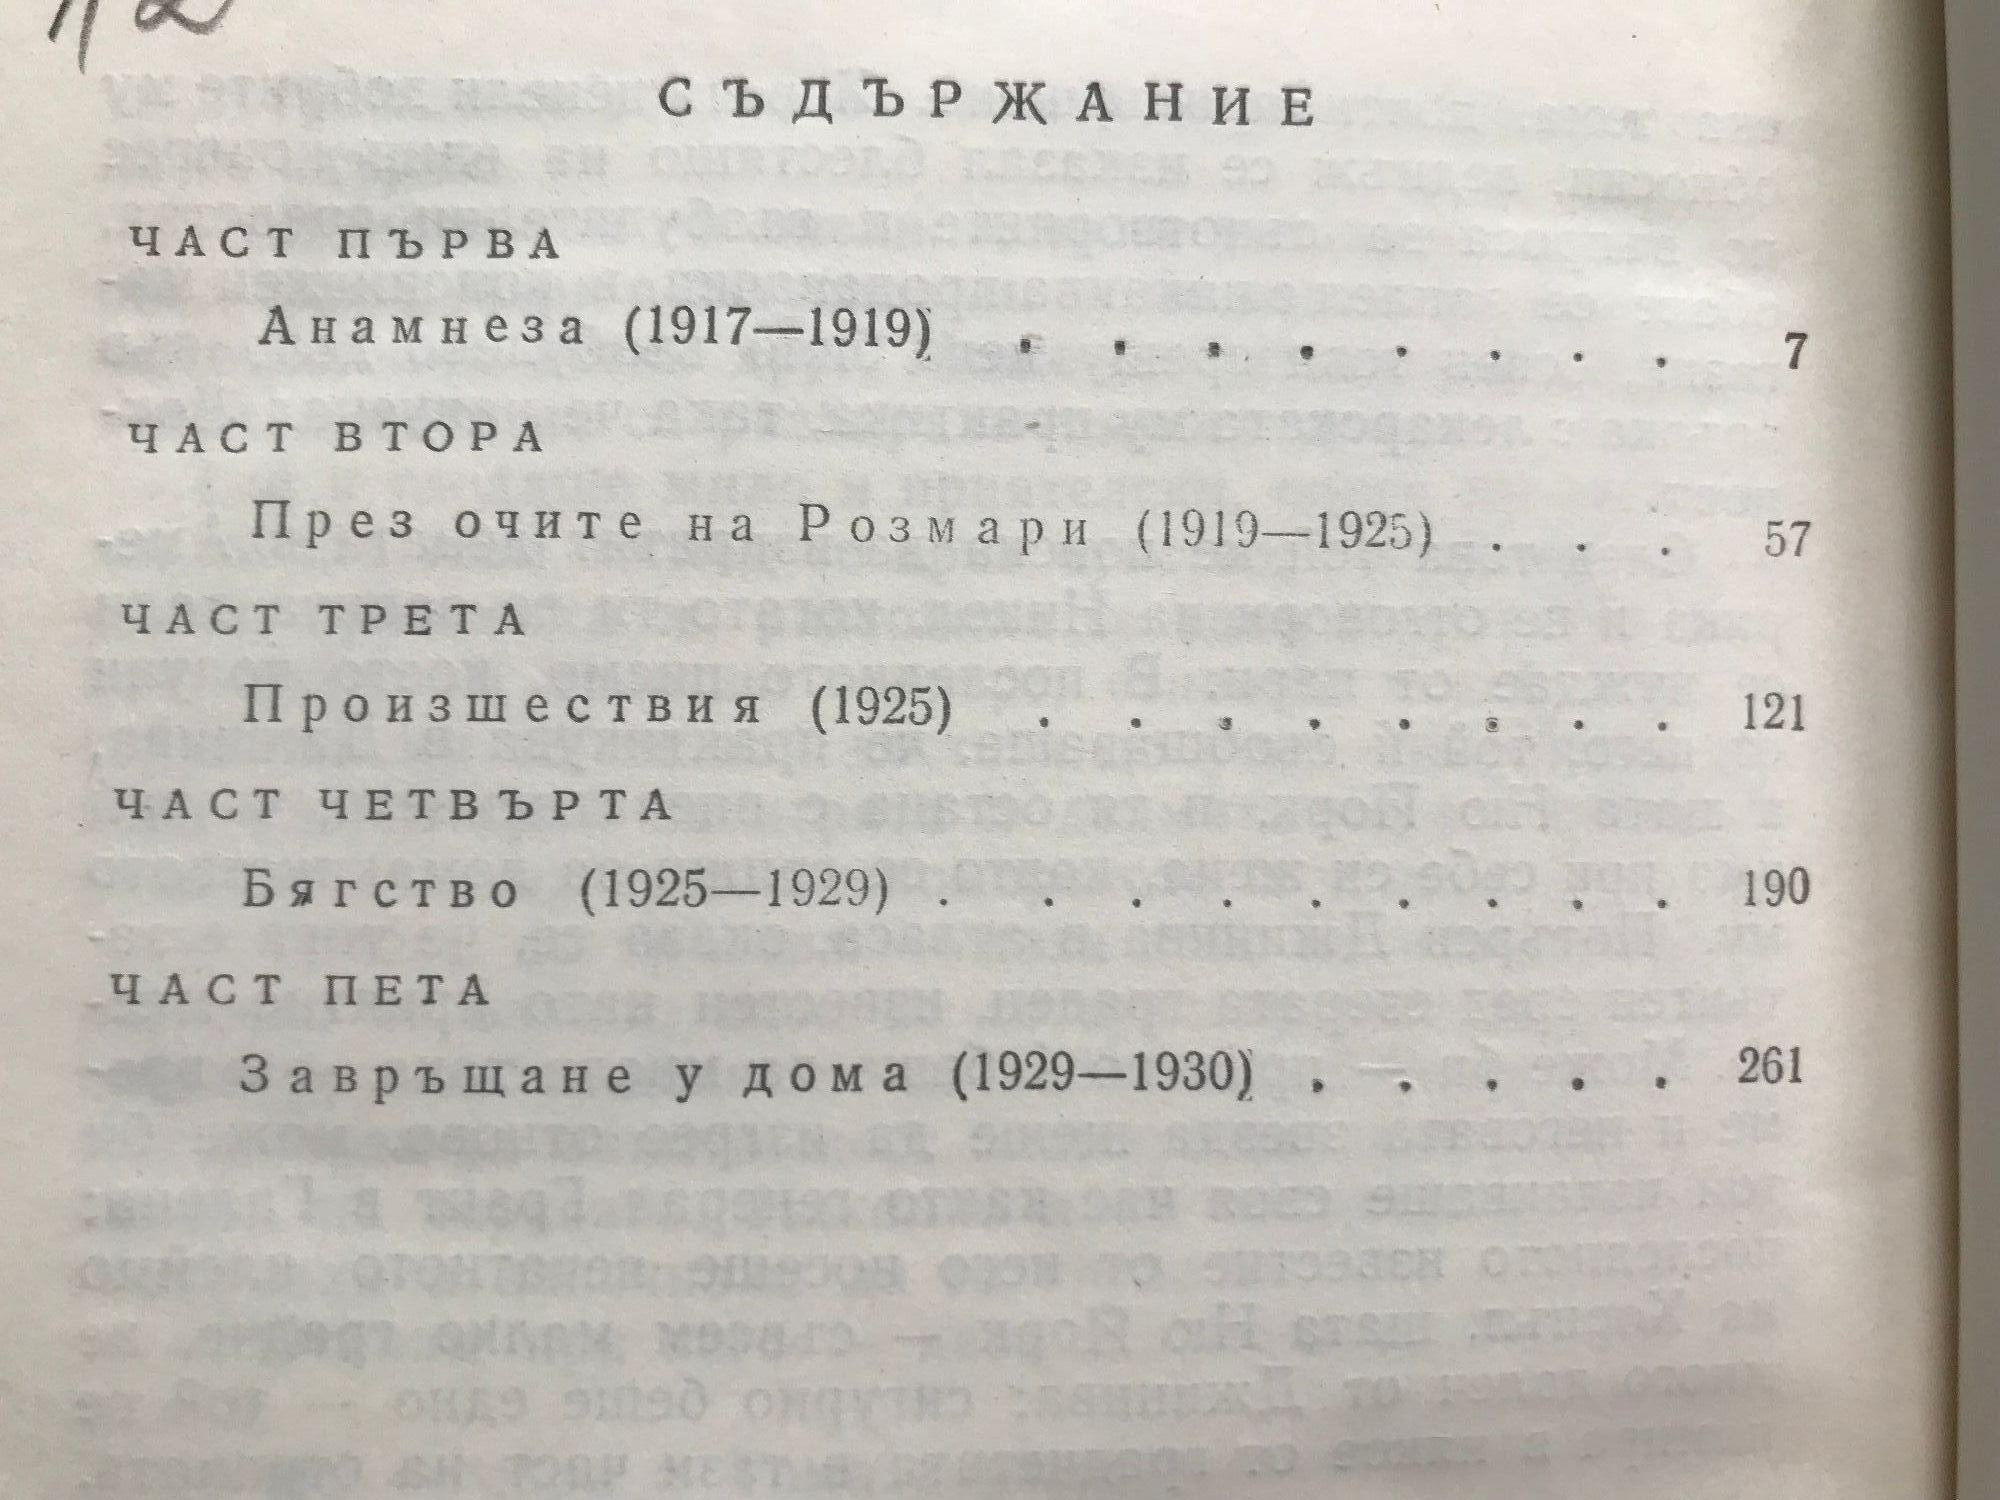 СЪДЪРЖАНИЕ
ЧАСТ ПЪРВА
Анамнеза (1917—1919) . . . . . . . . 7
ЧАСТ ВТОРА
През очите на Розмари (1919—1925) . . . 57
ЧАСТ ТРЕТА
Произшествия (1925) . . . . . . . . 121
ЧАСТ ЧЕТВЪРТА
Бягство (1925—1929) . . . . . . . . . 190
ЧАСТ ПЕТА
Завръщане у дома (1929—1930) . . . . . 261